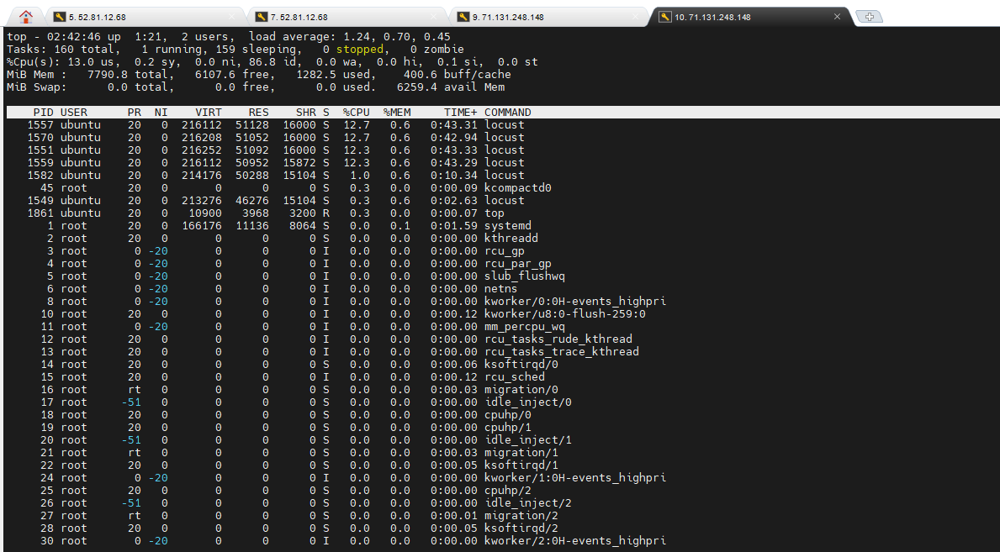 5. 52.81.12.68 7. 52.81.12.68 9. 71.131.248.148 10. 71.131.248.148
top - 02:42:46 up  1:21,  2 users,  load average: 1.24, 0.70, 0.45
Tasks: 160 total,   1 running, 159 sleeping,   0 stopped,   0 zombie
%Cpu(s): 13.0 us,  0.2 sy,  0.0 ni, 86.8 id,  0.0 wa,  0.0 hi,  0.1 si,  0.0 st
MiB Mem :   7790.8 total,   6107.6 free,   1282.5 used,    400.6 buff/cache
MiB Swap:      0.0 total,      0.0 free,      0.0 used.   6259.4 avail Mem
PID USER PR NI VIRT RES SHR S %CPU %MEM TIME+ COMMAND
1557 ubuntu 20 0 216112 51128 16000 S 12.7 0.6 0:43.31 locust
1570 ubuntu 20 0 216208 51052 16000 S 12.7 0.6 0:42.94 locust
1551 ubuntu 20 0 216252 51092 16000 S 12.3 0.6 0:43.33 locust
1559 ubuntu 20 0 216112 50952 15872 S 12.3 0.6 0:43.29 locust
1582 ubuntu 20 0 214176 50288 15104 S 1.0 0.6 0:10.34 locust
45 root 20 0 0 0 0 S 0.3 0.0 0:00.09 kcompactd0
1549 ubuntu 20 0 213276 46276 15104 S 0.3 0.6 0:02.63 locust
1861 ubuntu 20 0 10900 3968 3200 R 0.3 0.0 0:00.07 top
1 root 20 0 166176 11136 8064 S 0.0 0.1 0:01.59 systemd
2 root 20 0 0 0 0 S 0.0 0.0 0:00.00 kthreadd
3 root 0 -20 0 0 0 I 0.0 0.0 0:00.00 rcu_gp
4 root 0 -20 0 0 0 I 0.0 0.0 0:00.00 rcu_par_gp
5 root 0 -20 0 0 0 I 0.0 0.0 0:00.00 slub_flushwq
6 root 0 -20 0 0 0 I 0.0 0.0 0:00.00 netns
8 root 0 -20 0 0 0 I 0.0 0.0 0:00.00 kworker/0:0H-events_highpri
10 root 20 0 0 0 0 I 0.0 0.0 0:00.12 kworker/u8:0-flush-259:0
11 root 0 -20 0 0 0 I 0.0 0.0 0:00.00 mm_percpu_wq
12 root 20 0 0 0 0 I 0.0 0.0 0:00.00 rcu_tasks_rude_kthread
13 root 20 0 0 0 0 I 0.0 0.0 0:00.00 rcu_tasks_trace_kthread
14 root 20 0 0 0 0 S 0.0 0.0 0:00.06 ksoftirqd/0
15 root 20 0 0 0 0 I 0.0 0.0 0:00.12 rcu_sched
16 root rt 0 0 0 0 S 0.0 0.0 0:00.03 migration/0
17 root -51 0 0 0 0 S 0.0 0.0 0:00.00 idle_inject/0
18 root 20 0 0 0 0 S 0.0 0.0 0:00.00 cpuhp/0
19 root 20 0 0 0 0 S 0.0 0.0 0:00.00 cpuhp/1
20 root -51 0 0 0 0 S 0.0 0.0 0:00.00 idle_inject/1
21 root rt 0 0 0 0 S 0.0 0.0 0:00.03 migration/1
22 root 20 0 0 0 0 S 0.0 0.0 0:00.05 ksoftirqd/1
24 root 0 -20 0 0 0 I 0.0 0.0 0:00.00 kworker/1:0H-events_highpri
25 root 20 0 0 0 0 S 0.0 0.0 0:00.00 cpuhp/2
26 root -51 0 0 0 0 S 0.0 0.0 0:00.00 idle_inject/2
27 root rt 0 0 0 0 S 0.0 0.0 0:00.01 migration/2
28 root 20 0 0 0 0 S 0.0 0.0 0:00.05 ksoftirqd/2
30 root 0 -20 0 0 0 I 0.0 0.0 0:00.00 kworker/2:0H-events_highpri